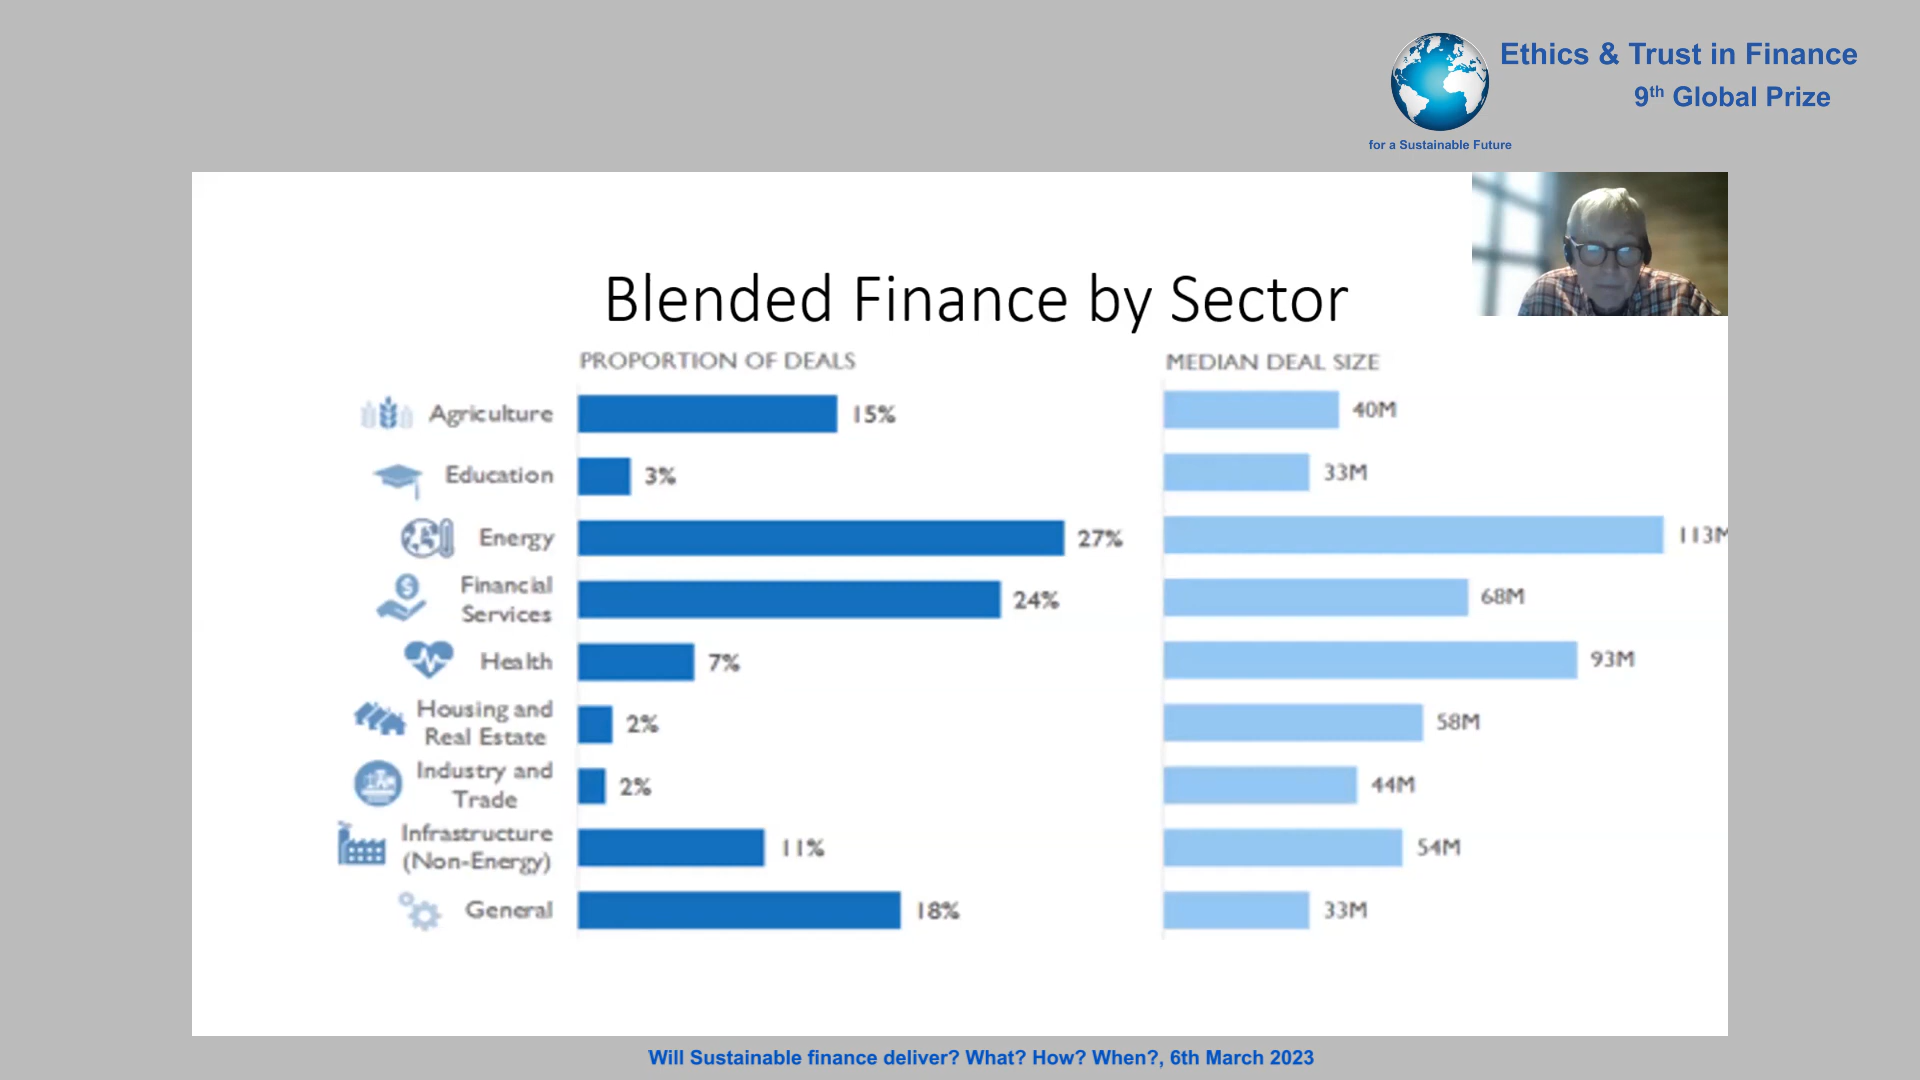 Ethics & Trust in Finance
9th Global Prize
for a Sustainable Future
Blended Finance by Sector
PROPORTION OF DEALS
MEDIAN DEAL SIZE
Agriculture 15% 40M
Education 3% 33M
Energy 27% 113M
Financial
Services
24% 68M
Health 7% 93M
Housing and
Real Estate
2% 58M
Industry and
Trade
2% 44M
Infrastructure
(Non-Energy)
11% 54M
General 18% 33M
Will Sustainable finance deliver? What? How? When?, 6th March 2023